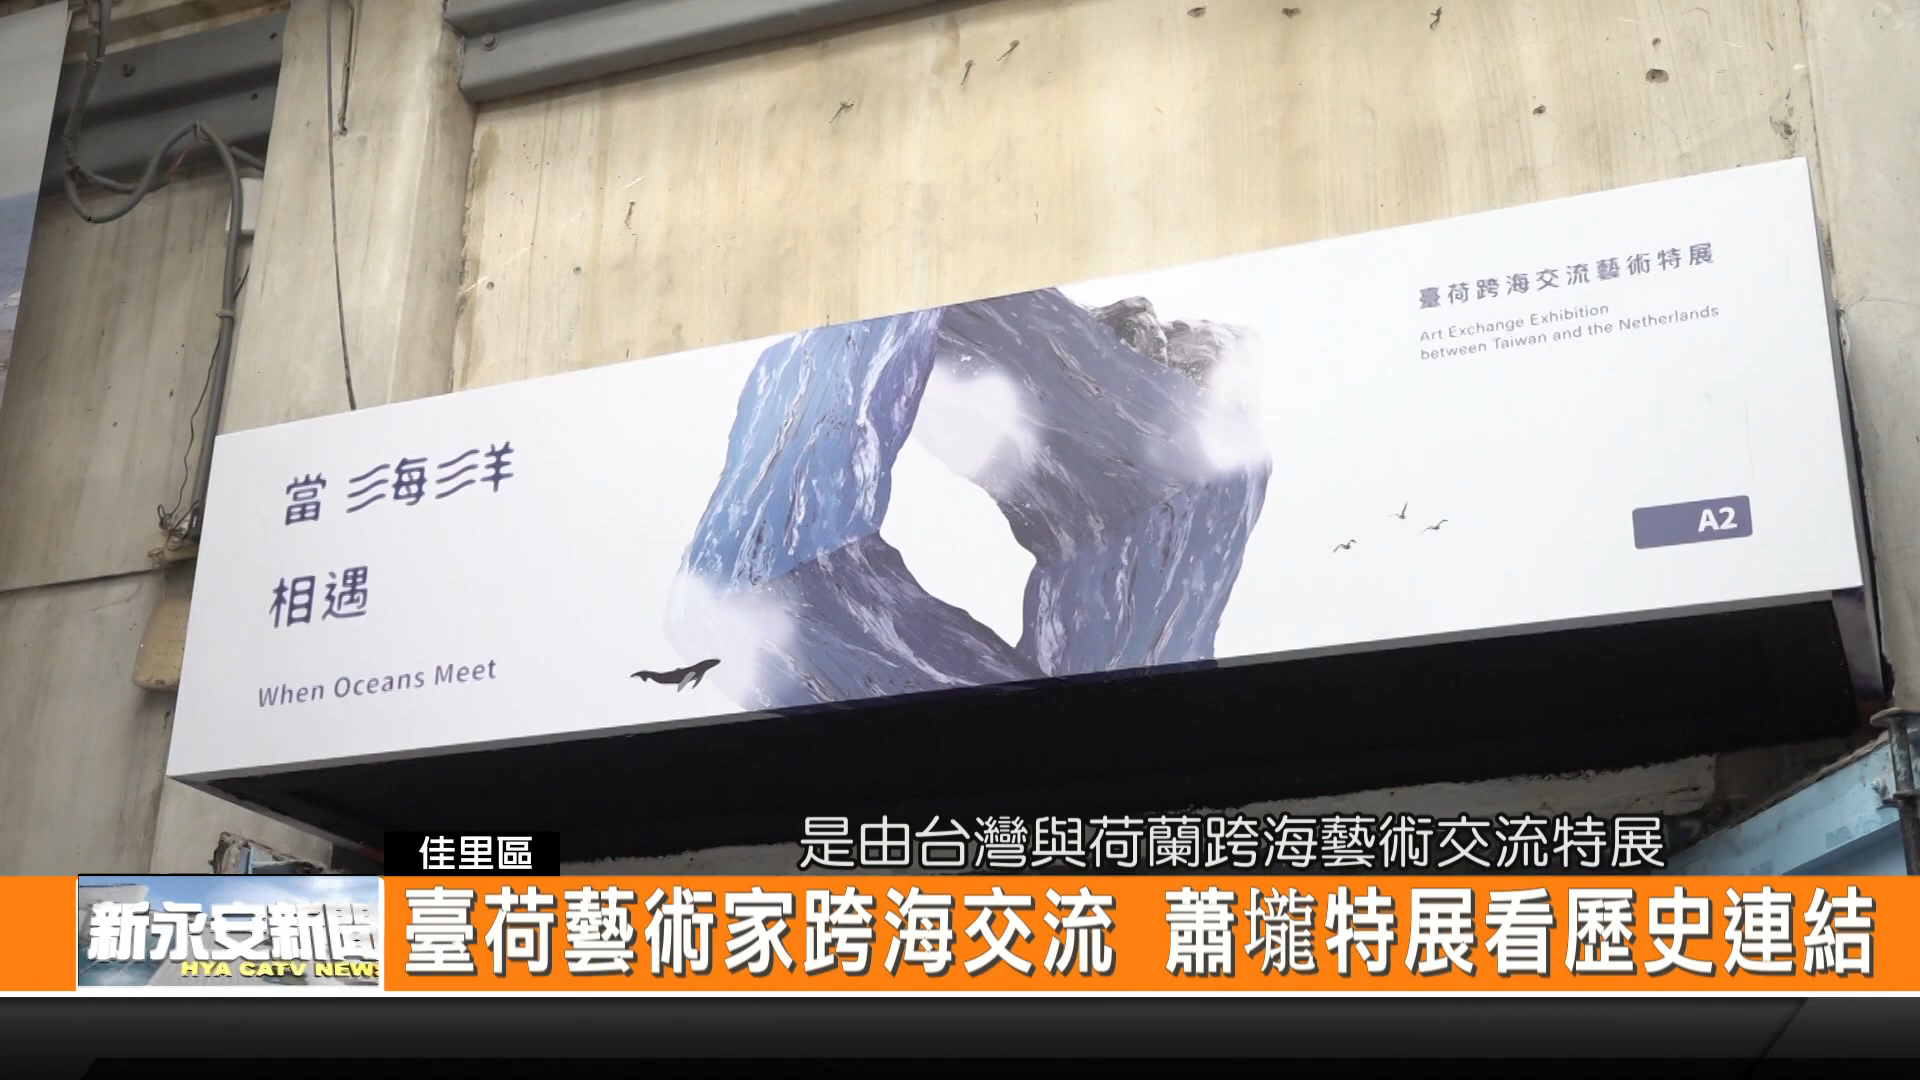 臺荷跨海交流藝術特展
Art Exchange Exhibition
between Taiwan and the Netherlands
當海洋
相遇
When Oceans Meet
A2
是由台灣與荷蘭跨海藝術交流特展
佳里區
新永安新聞
HYA CATV NEWS
臺荷藝術家跨海交流 蕭壠特展看歷史連結